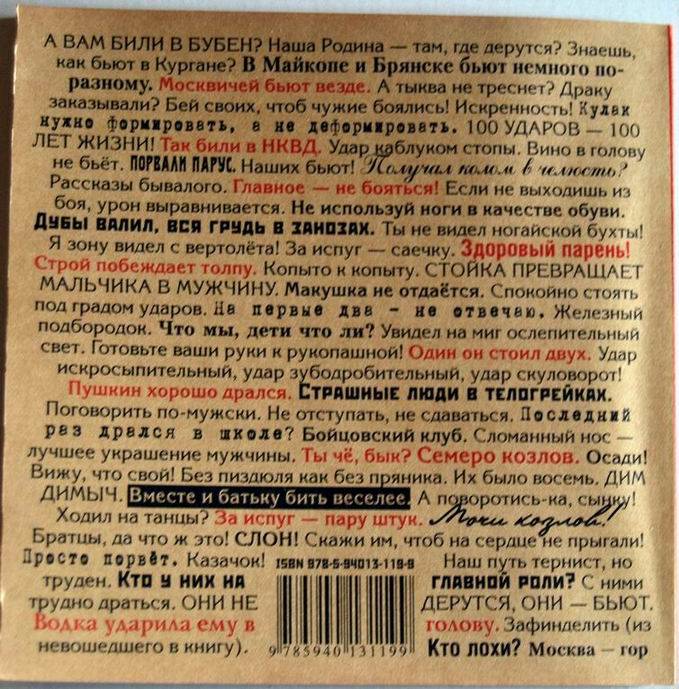 А ВАМ БИЛИ В БУБЕН? Наша Родина — там, где дерутся? Знаешь,
как бьют в Кургане? В Майкопе и Брянске бьют немного по-
разному. Москвичей бьют везде. А тыква не треснет? Драку
заказывали? Бей своих, чтоб чужие боялись! Искренность! Кулак
нужно формировать, а не деформировать. 100 УДАРОВ — 100
ЛЕТ ЖИЗНИ! Так били в НКВД. Удар каблуком стопы. Вино в голову
не бьёт. ПОРВАЛИ ПАРУС. Наших бьют! Получал колом в челюсть?
Рассказы бывалого. Главное — не бояться! Если не выходишь из
боя, урон выравнивается. Не используй ноги в качестве обуви.
Дубы валил, вся грудь в занозах. Ты не видел ногайской бухты!
Я зону видел с вертолёта! За испуг — саечку. Здоровый парень!
Строй побеждает толпу. Копыто к копыту. СТОЙКА ПРЕВРАЩАЕТ
МАЛЬЧИКА В МУЖЧИНУ. Макушка не отдаётся. Спокойно стоять
под градом ударов. На первые два - не отвечаю. Железный
подбородок. Что мы, дети что ли? Увидел на миг ослепительный
свет. Готовьте ваши руки к рукопашной! Один он стоил двух. Удар
искросыпительный, удар зубодробительный, удар скуловорот!
Пушкин хорошо дрался. Страшные люди в телогрейках.
Поговорить по-мужски. Не отступать, не сдаваться. Последний
раз дрался в школе? Бойцовский клуб. Сломанный нос —
лучшее украшение мужчины. Ты чё, бык? Семеро козлов. Осади!
Вижу, что свой! Без пиздюля как без пряника. Их было восемь. ДИМ
ДИМЫЧ. Вместе и батьку бить веселее. А поворотись-ка, сынку!
Ходил на танцы? За испуг — пару штук. Мочи козлов!
Братцы, да что ж это! СЛОН! Скажи им, чтоб на сердце не прыгали!
Просто порвёт. Казачок! ISBN 978-5-94013-119-9 Наш путь тернист, но
труден. Кто у них на главной роли? С ними
трудно драться. ОНИ НЕ ДЕРУТСЯ, ОНИ — БЬЮТ.
Водка ударила ему в голову. Зафинделить (из
невошедшего в книгу). 9 785940 131199 Кто лохи? Москва — гор